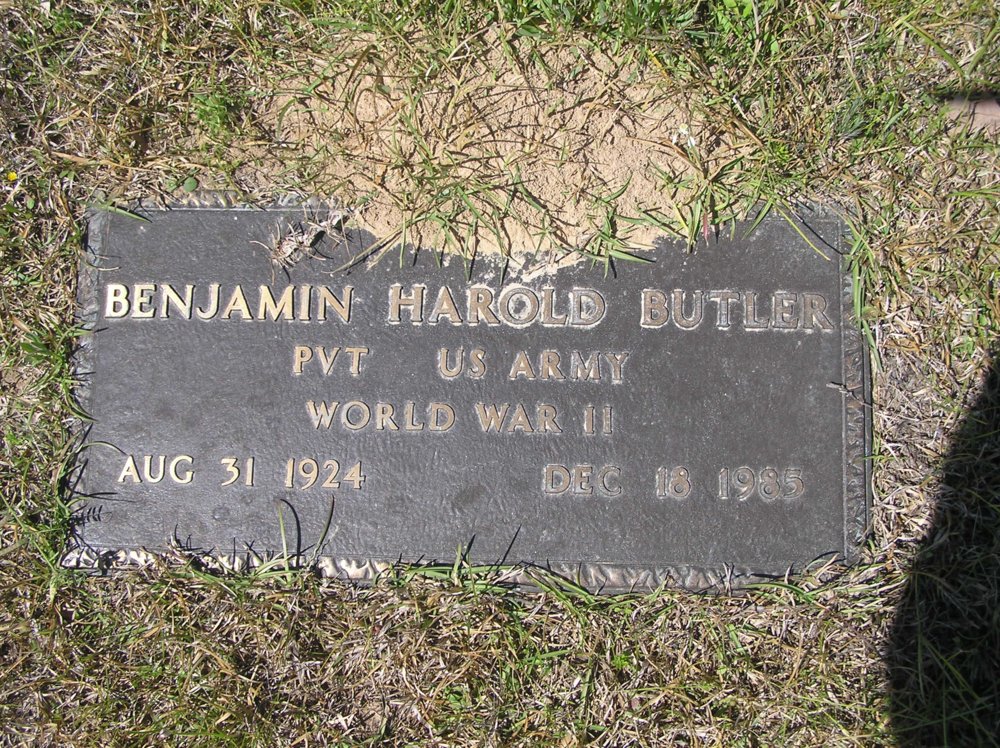 BENJAMIN HAROLD BUTLER
PVT US ARMY
WORLD WAR II
AUG 31 1924 DEC 18 1985